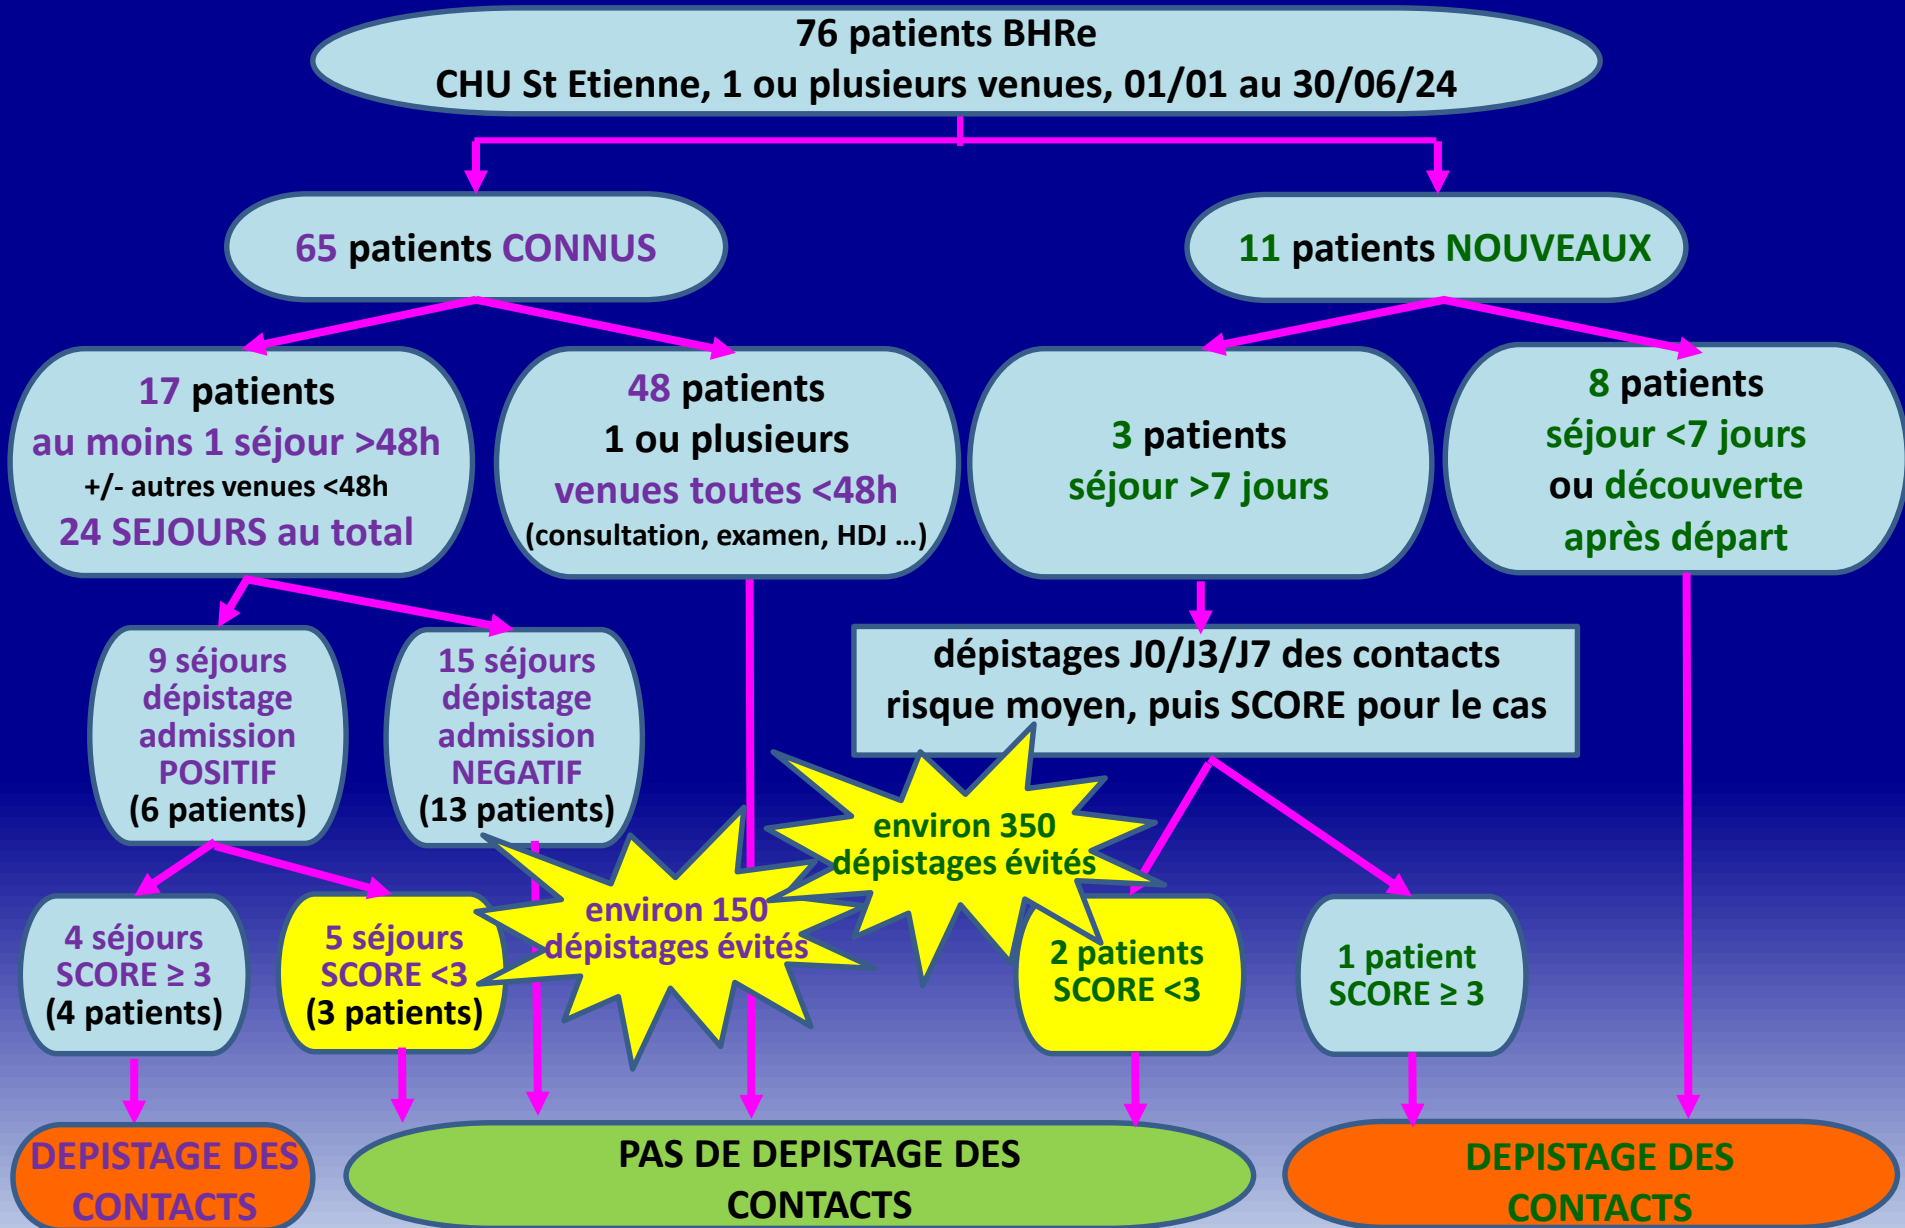 76 patients BHRe
CHU St Etienne, 1 ou plusieurs venues, 01/01 au 30/06/24
65 patients CONNUS
11 patients NOUVEAUX
17 patients
au moins 1 séjour >48h
+/- autres venues <48h
24 SEJOURS au total
48 patients
1 ou plusieurs
venues toutes <48h
(consultation, examen, HDJ ...)
3 patients
séjour >7 jours
8 patients
séjour <7 jours
ou découverte
après départ
9 séjours
dépistage
admission
POSITIF
(6 patients)
15 séjours
dépistage
admission
NEGATIF
(13 patients)
dépistages J0/J3/J7 des contacts
risque moyen, puis SCORE pour le cas
environ 350
dépistages évités
environ 150
dépistages évités
4 séjours
SCORE ≥ 3
(4 patients)
5 séjours
SCORE <3
(3 patients)
2 patients
SCORE <3
1 patient
SCORE ≥ 3
DEPISTAGE DES
CONTACTS
PAS DE DEPISTAGE DES
CONTACTS
DEPISTAGE DES
CONTACTS